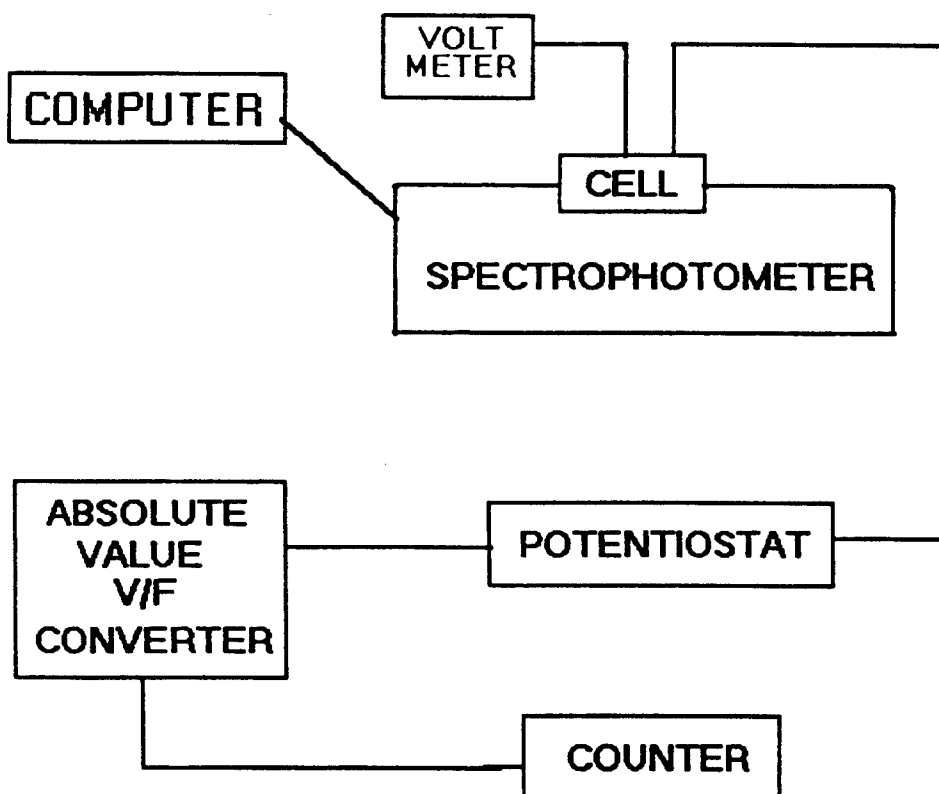 VOLT
METER
COMPUTER
CELL
SPECTROPHOTOMETER
ABSOLUTE
VALUE
V/F
CONVERTER
POTENTIOSTAT
COUNTER